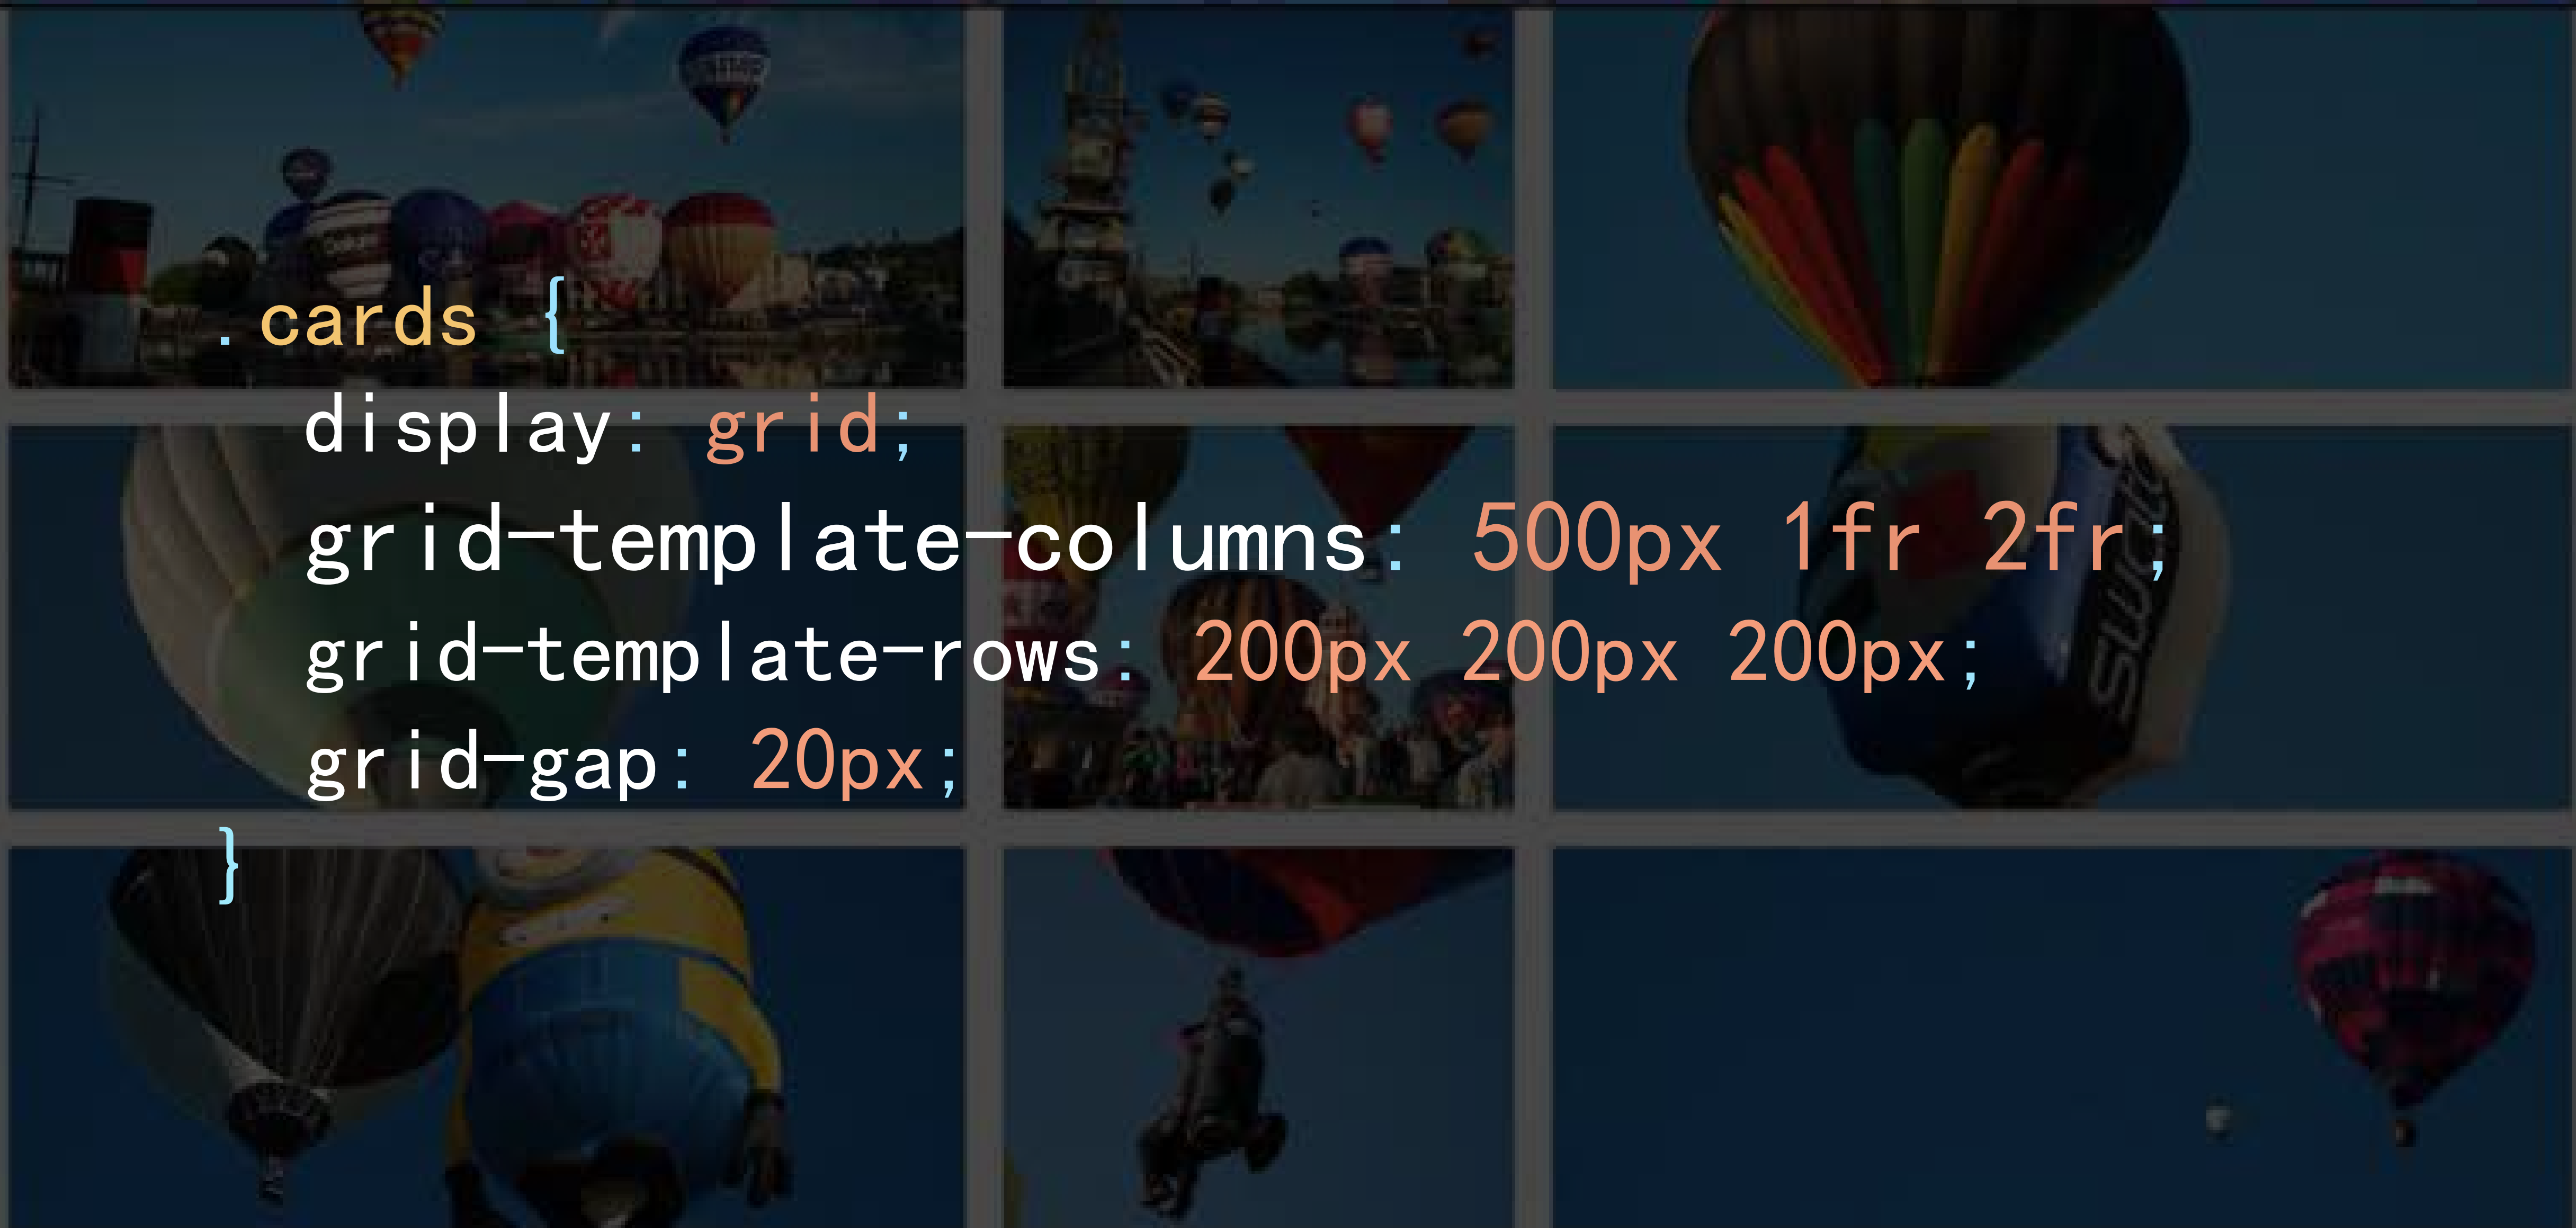 .cards {
display: grid;
grid-template-columns: 500px 1fr 2fr;
grid-template-rows: 200px 200px 200px;
grid-gap: 20px;
}